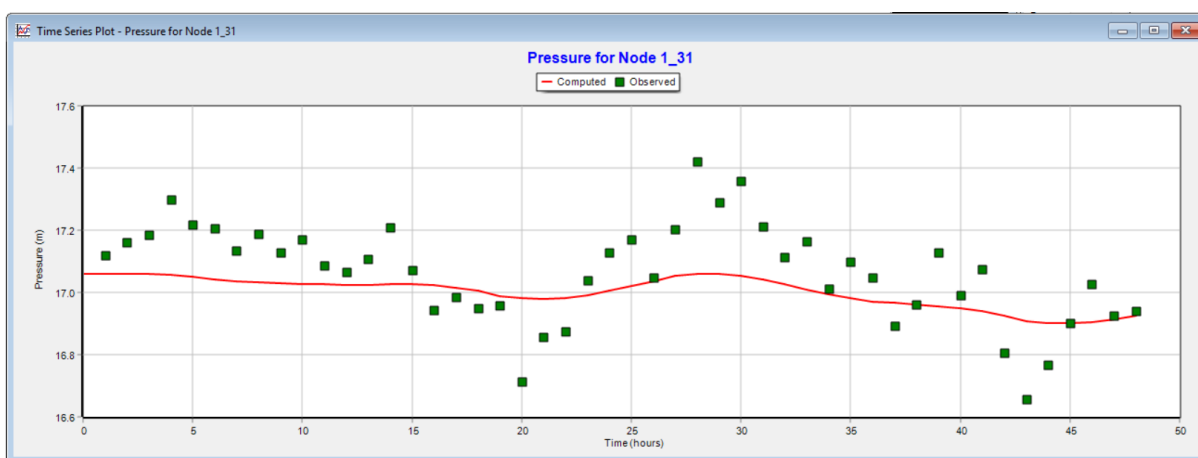 Time Series Plot - Pressure for Node 1_31
Pressure for Node 1_31
Computed Observed
Pressure (m)
17.6
17.4
17.2
17.0
16.8
16.6
0 5 10 15 20 25 30 35 40 45 50
Time (hours)